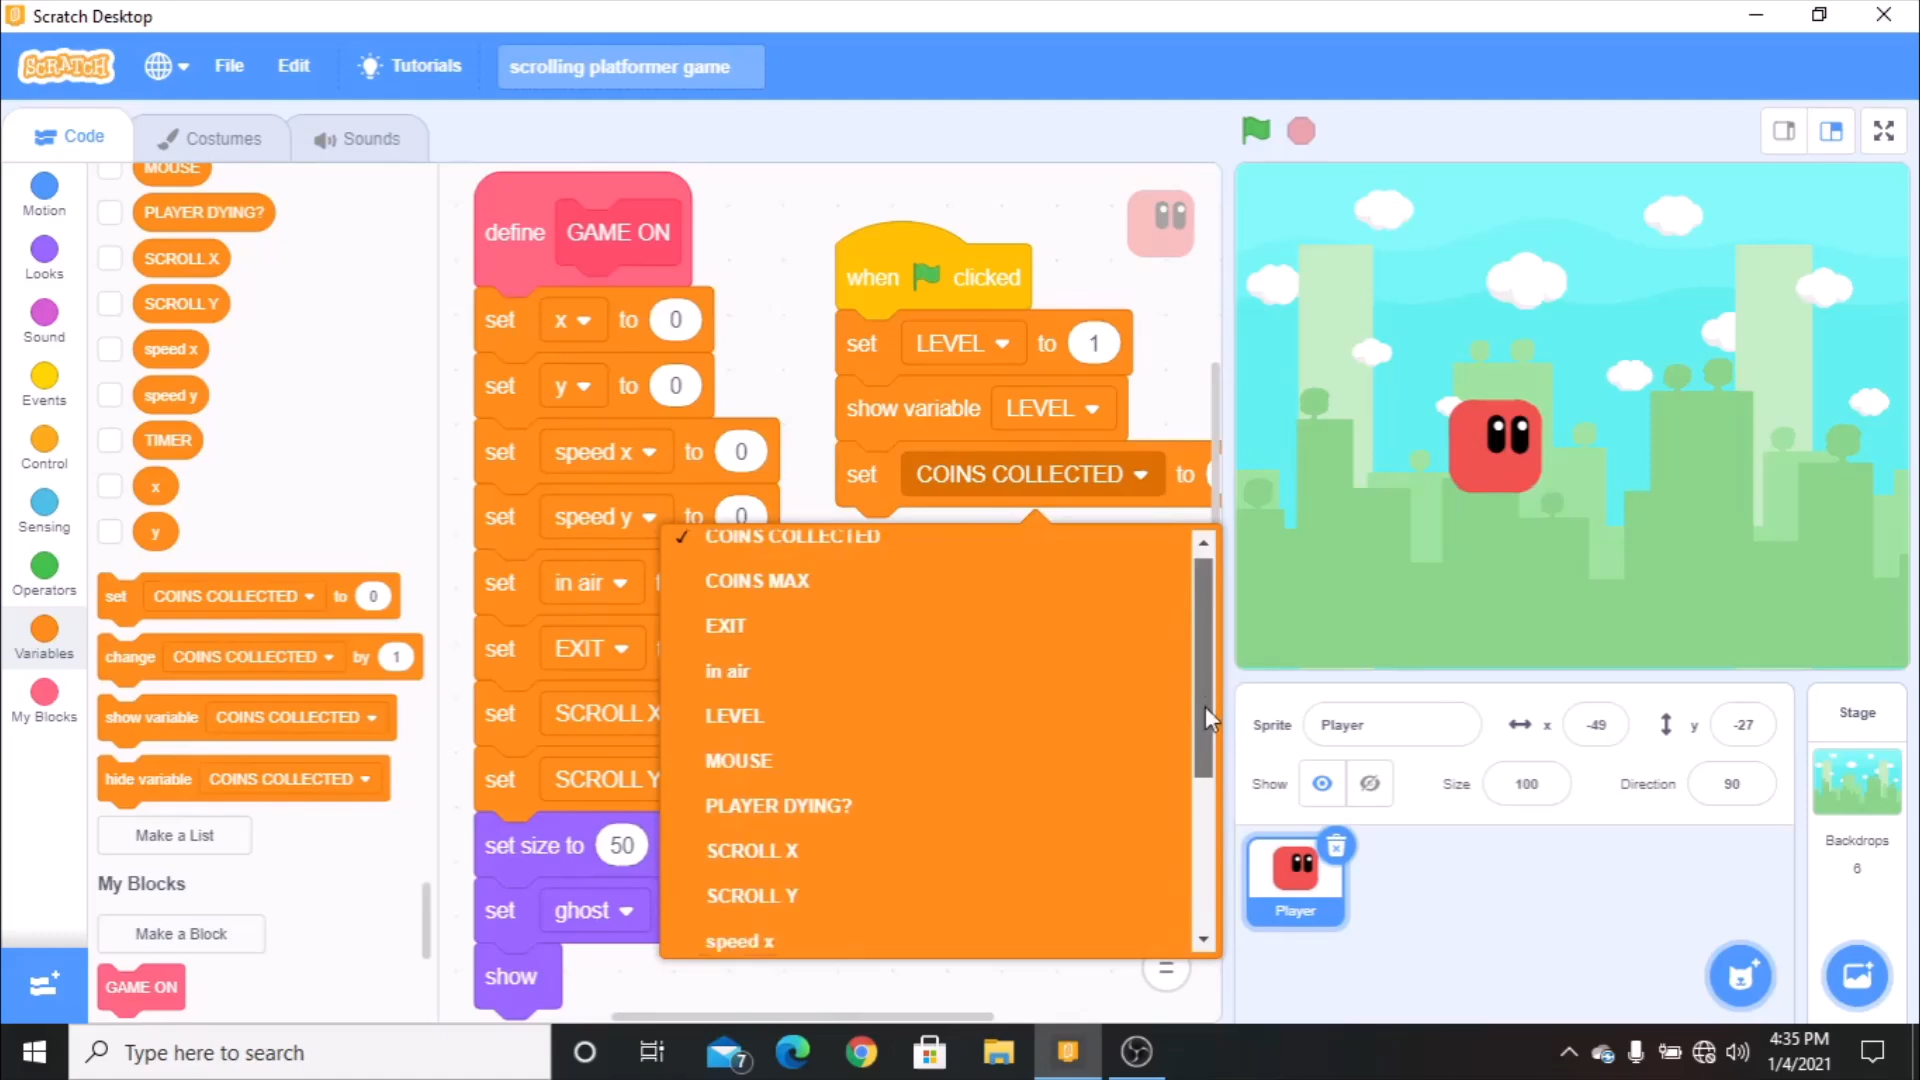 Scratch Desktop
SCRATCH
File
Edit
Tutorials
scrolling platformer game
Code
Costumes
Sounds
Motion
Looks
Sound
Events
Control
Sensing
Operators
Variables
My Blocks
MOUSE
PLAYER DYING?
SCROLL X
SCROLL Y
speed x
speed y
TIMER
x
y
set COINS COLLECTED to 0
change COINS COLLECTED by 1
show variable COINS COLLECTED
hide variable COINS COLLECTED
Make a List
My Blocks
Make a Block
GAME ON
define GAME ON
set x to 0
set y to 0
set speed x to 0
set speed y to 0
set in air
set EXIT
set SCROLL X
set SCROLL Y
set size to 50
set ghost
show
when clicked
set LEVEL to 1
show variable LEVEL
set COINS COLLECTED to
✓ COINS COLLECTED
COINS MAX
EXIT
in air
LEVEL
MOUSE
PLAYER DYING?
SCROLL X
SCROLL Y
speed x
Sprite Player x -49 y -27
Show Size 100 Direction 90
Player
Stage
Backdrops
6
Type here to search
7
4:35 PM
1/4/2021